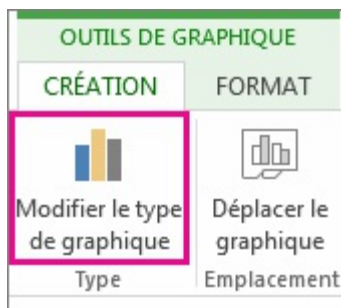 OUTILS DE GRAPHIQUE
CRÉATION FORMAT
Modifier le type
de graphique
Déplacer le
graphique
Type Emplacement